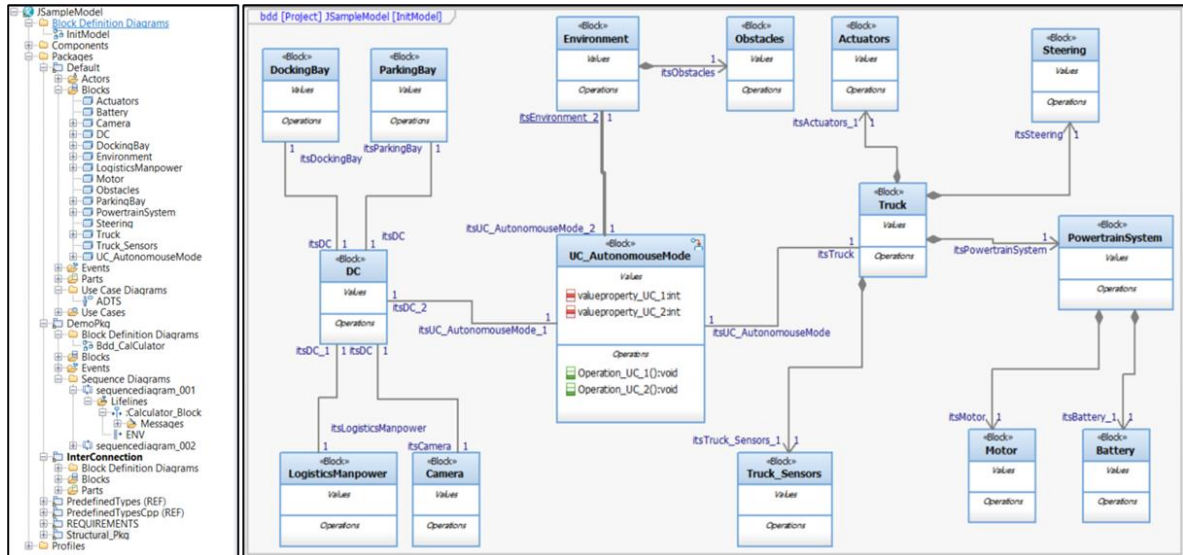 JSampleModel
Block Definition Diagrams
InitModel
Components
Packages
Default
Actors
Blocks
Actuators
Battery
Camera
DC
DockingBay
Environment
LogisticsManpower
Motor
Obstacles
ParkingBay
PowertrainSystem
Steering
Truck
Truck_Sensors
UC_AutonomouseMode
Events
Parts
Use Case Diagrams
ADTS
Use Cases
DemoPkg
Block Definition Diagrams
Bdd_CalCulator
Blocks
Events
Sequence Diagrams
sequencediagram_001
Lifelines
:Calculator_Block
Messages
ENV
sequencediagram_002
InterConnection
Block Definition Diagrams
Blocks
Parts
PredefinedTypes (REF)
PredefinedTypesCpp (REF)
REQUIREMENTS
Structural_Pkg
Profiles
bdd [Project] JSampleModel [InitModel]
«Block»
DockingBay
Values
Operations
«Block»
ParkingBay
Values
Operations
«Block»
Environment
Values
Operations
«Block»
Obstacles
Values
Operations
«Block»
Actuators
Values
Operations
«Block»
Steering
Values
Operations
1
itsObstacles
1
itsDockingBay
itsParkingBay
1
itsEnvironment_2
1
itsActuators_1
1
itsSteering
1
«Block»
Truck
Values
Operations
1
itsPowertrainSystem
«Block»
PowertrainSystem
Values
Operations
itsDC
1
1
itsDC
itsUC_AutonomouseMode_2
1
1
itsTruck
«Block»
DC
Values
Operations
1
itsDC_2
«Block»
UC_AutonomouseMode
Values
valueproperty_UC_1:int
valueproperty_UC_2:int
Operations
Operation_UC_1():void
Operation_UC_2():void
1
itsUC_AutonomouseMode_1
1
itsUC_AutonomouseMode
itsDC_1
1
itsDC
1
itsLogisticsManpower
1
itsCamera
1
itsTruck_Sensors_1
1
itsMotor
1
itsBattery_1
1
«Block»
LogisticsManpower
Values
Operations
«Block»
Camera
Values
Operations
«Block»
Truck_Sensors
Values
Operations
«Block»
Motor
Values
Operations
«Block»
Battery
Values
Operations